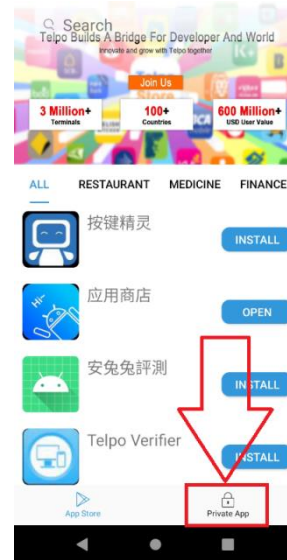 Search
Telpo Builds A Bridge For Developer And World
Innovate and grow with Telpo together
Join Us
Store
3 Million+
100+
600 Million+
Terminals
Countries
USD User Value
ALL RESTAURANT MEDICINE FINANCE
按键精灵
INSTALL
应用商店
Hi~
OPEN
安兔兔評測
INSTALL
Telpo Verifier
INSTALL
App Store
Private App